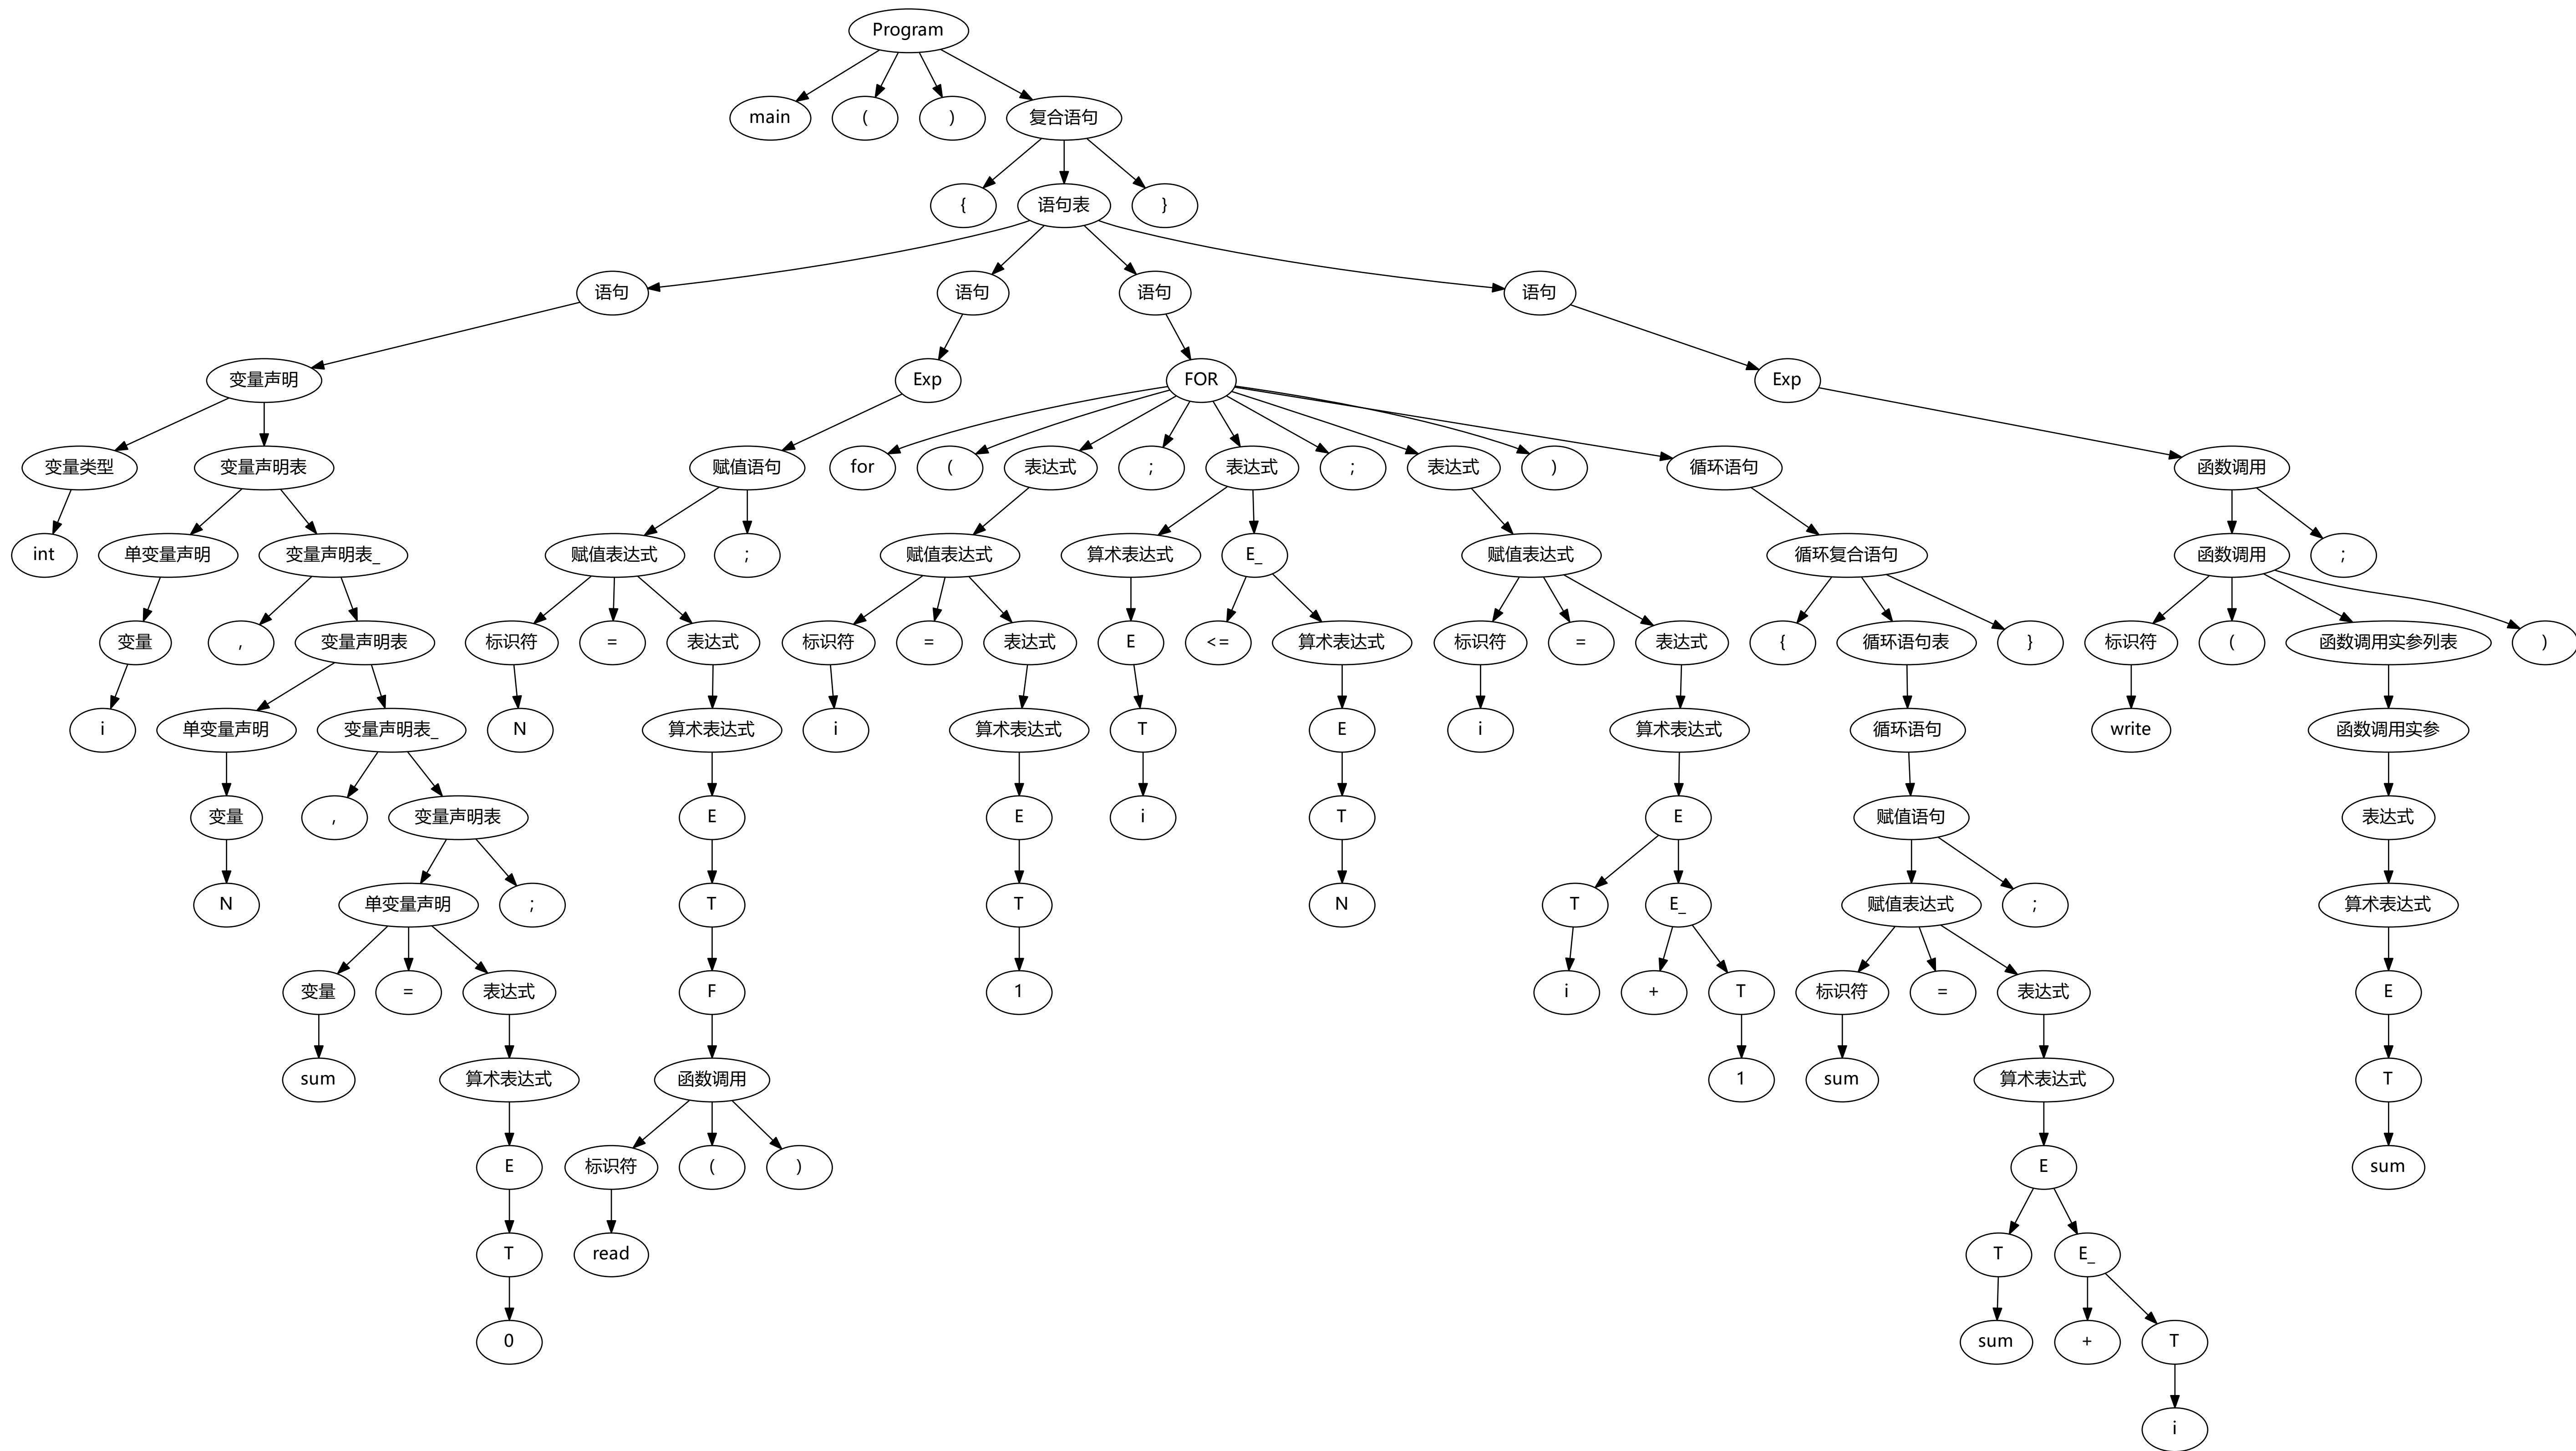 Program
main ( ) 复合语句
{ 语句表 }
语句 语句 语句 语句
变量声明 Exp FOR Exp
变量类型 变量声明表 赋值语句 for ( 表达式 ; 表达式 ; 表达式 ) 循环语句 函数调用
int 单变量声明 变量声明表_ 赋值表达式 ; 赋值表达式 算术表达式 E_ 赋值表达式 循环复合语句 函数调用 ;
变量 , 变量声明表 标识符 = 表达式 标识符 = 表达式 E <= 算术表达式 标识符 = 表达式 { 循环语句表 } 标识符 ( 函数调用实参列表 )
i 单变量声明 变量声明表_ N 算术表达式 i 算术表达式 T E i 算术表达式 循环语句 write 函数调用实参
变量 , 变量声明表 E E i T E 赋值语句 表达式
N 单变量声明 ; T T N T E_ 赋值表达式 ; 算术表达式
变量 = 表达式 F 1 i + T 标识符 = 表达式 E
sum 算术表达式 函数调用 1 sum 算术表达式 T
E 标识符 ( ) E sum
T read T E_
0 sum + T
i